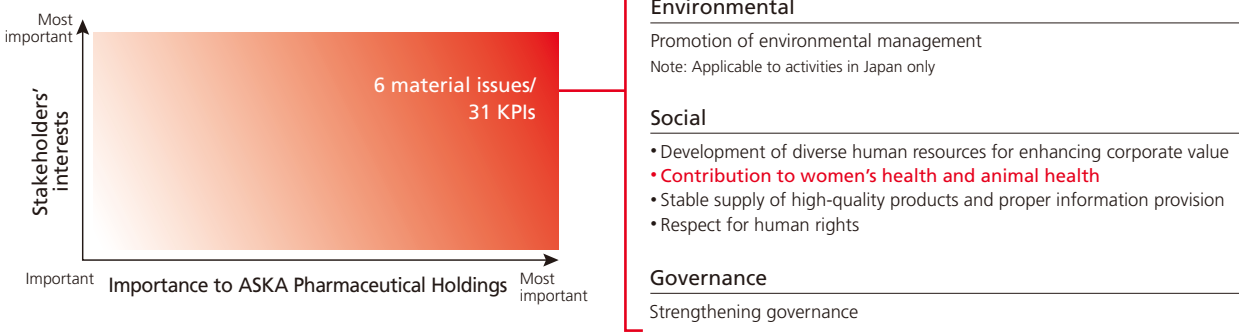 Most
important
Stakeholders'
interests
6 material issues/
31 KPIs
Important
Importance to ASKA Pharmaceutical Holdings
Most
important
Environmental
Promotion of environmental management
Note: Applicable to activities in Japan only
Social
• Development of diverse human resources for enhancing corporate value
• Contribution to women's health and animal health
• Stable supply of high-quality products and proper information provision
• Respect for human rights
Governance
Strengthening governance